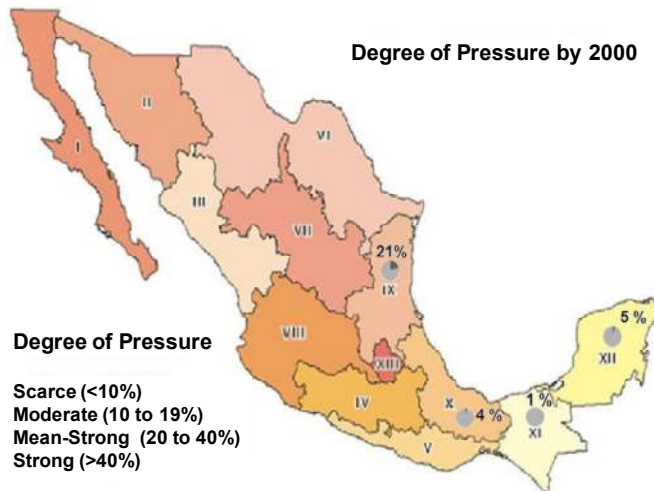 Degree of Pressure by 2000
II
VI
I
III
VII
21%
IX
5 %
VIII
XII
Degree of Pressure
XIII
1 %
Scarce (<10%)
IV
X
4 %
XI
Moderate (10 to 19%)
Mean-Strong (20 to 40%)
V
Strong (>40%)